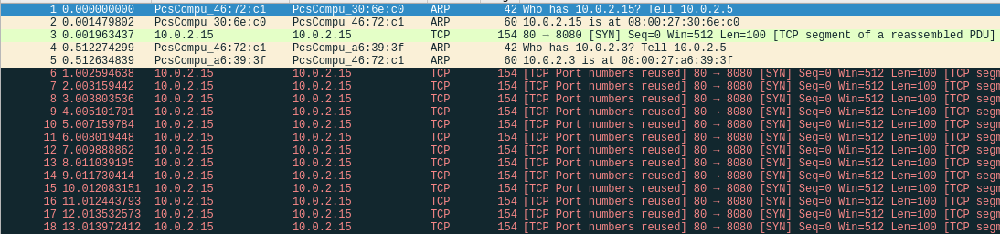 1 0.000000000 PcsCompu_46:72:c1 PcsCompu_30:6e:c0 ARP 42 Who has 10.0.2.15? Tell 10.0.2.5
2 0.001479802 PcsCompu_30:6e:c0 PcsCompu_46:72:c1 ARP 60 10.0.2.15 is at 08:00:27:30:6e:c0
3 0.001963437 10.0.2.15 10.0.2.15 TCP 154 80 → 8080 [SYN] Seq=0 Win=512 Len=100 [TCP segment of a reassembled PDU]
4 0.512274299 PcsCompu_46:72:c1 PcsCompu_a6:39:3f ARP 42 Who has 10.0.2.3? Tell 10.0.2.5
5 0.512634839 PcsCompu_a6:39:3f PcsCompu_46:72:c1 ARP 60 10.0.2.3 is at 08:00:27:a6:39:3f
6 1.002594638 10.0.2.15 10.0.2.15 TCP 154 [TCP Port numbers reused] 80 → 8080 [SYN] Seq=0 Win=512 Len=100 [TCP segm
7 2.003159442 10.0.2.15 10.0.2.15 TCP 154 [TCP Port numbers reused] 80 → 8080 [SYN] Seq=0 Win=512 Len=100 [TCP segm
8 3.003803536 10.0.2.15 10.0.2.15 TCP 154 [TCP Port numbers reused] 80 → 8080 [SYN] Seq=0 Win=512 Len=100 [TCP segm
9 4.005101701 10.0.2.15 10.0.2.15 TCP 154 [TCP Port numbers reused] 80 → 8080 [SYN] Seq=0 Win=512 Len=100 [TCP segm
10 5.007159784 10.0.2.15 10.0.2.15 TCP 154 [TCP Port numbers reused] 80 → 8080 [SYN] Seq=0 Win=512 Len=100 [TCP segm
11 6.008019448 10.0.2.15 10.0.2.15 TCP 154 [TCP Port numbers reused] 80 → 8080 [SYN] Seq=0 Win=512 Len=100 [TCP segm
12 7.009888862 10.0.2.15 10.0.2.15 TCP 154 [TCP Port numbers reused] 80 → 8080 [SYN] Seq=0 Win=512 Len=100 [TCP segm
13 8.011039195 10.0.2.15 10.0.2.15 TCP 154 [TCP Port numbers reused] 80 → 8080 [SYN] Seq=0 Win=512 Len=100 [TCP segm
14 9.011730414 10.0.2.15 10.0.2.15 TCP 154 [TCP Port numbers reused] 80 → 8080 [SYN] Seq=0 Win=512 Len=100 [TCP segm
15 10.012083151 10.0.2.15 10.0.2.15 TCP 154 [TCP Port numbers reused] 80 → 8080 [SYN] Seq=0 Win=512 Len=100 [TCP segm
16 11.012443793 10.0.2.15 10.0.2.15 TCP 154 [TCP Port numbers reused] 80 → 8080 [SYN] Seq=0 Win=512 Len=100 [TCP segm
17 12.013532573 10.0.2.15 10.0.2.15 TCP 154 [TCP Port numbers reused] 80 → 8080 [SYN] Seq=0 Win=512 Len=100 [TCP segm
18 13.013972412 10.0.2.15 10.0.2.15 TCP 154 [TCP Port numbers reused] 80 → 8080 [SYN] Seq=0 Win=512 Len=100 [TCP segm